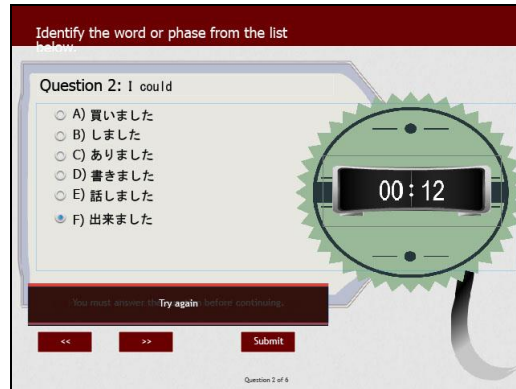 Identify the word or phase from the list
below.
Question 2: I could
A) 買いました
B) しました
C) ありました
D) 書きました
E) 話しました
F) 出来ました
00:12
You must answer the Try again before continuing.
<< >> Submit
Question 2 of 6